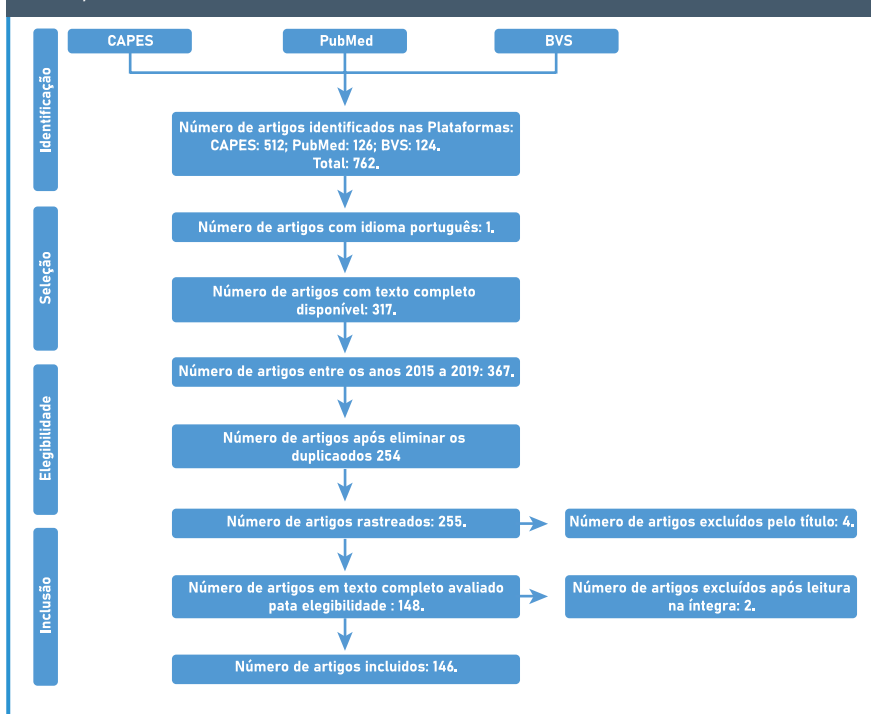 CAPES
PubMed
BVS
Identificação
Número de artigos identificados nas Plataformas:
CAPES: 512; PubMed: 126; BVS: 124.
Total: 762.
Seleção
Número de artigos com idioma português: 1.
Número de artigos com texto completo
disponível: 317.
Número de artigos entre os anos 2015 a 2019: 367.
Elegibilidade
Número de artigos após eliminar os
duplicaodos 254
Número de artigos rastreados: 255.
Número de artigos excluídos pelo título: 4.
Inclusão
Número de artigos em texto completo avaliado
pata elegibilidade : 148.
Número de artigos excluídos após leitura
na íntegra: 2.
Número de artigos incluidos: 146.